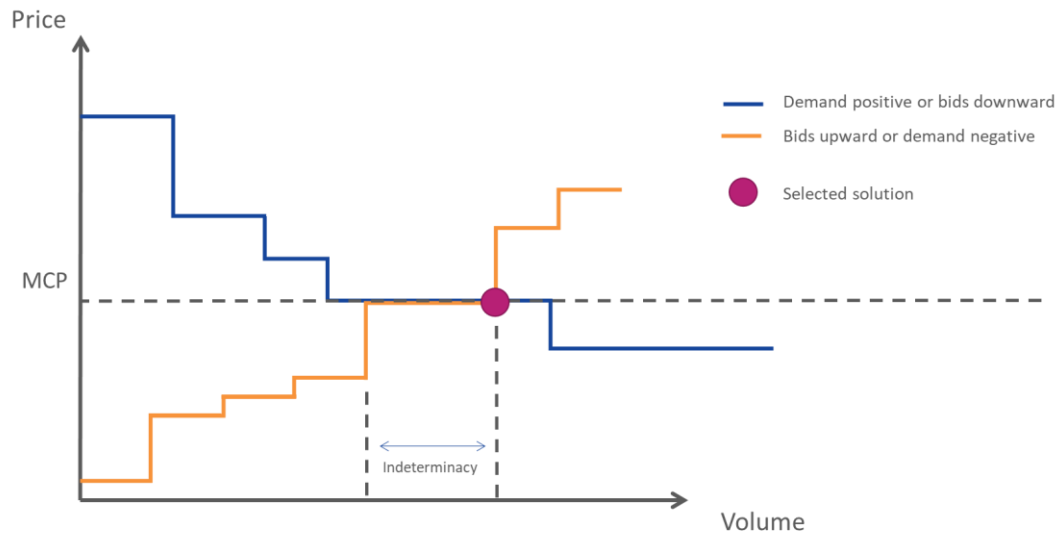 Price
Demand positive or bids downward
Bids upward or demand negative
Selected solution
MCP
Indeterminacy
Volume